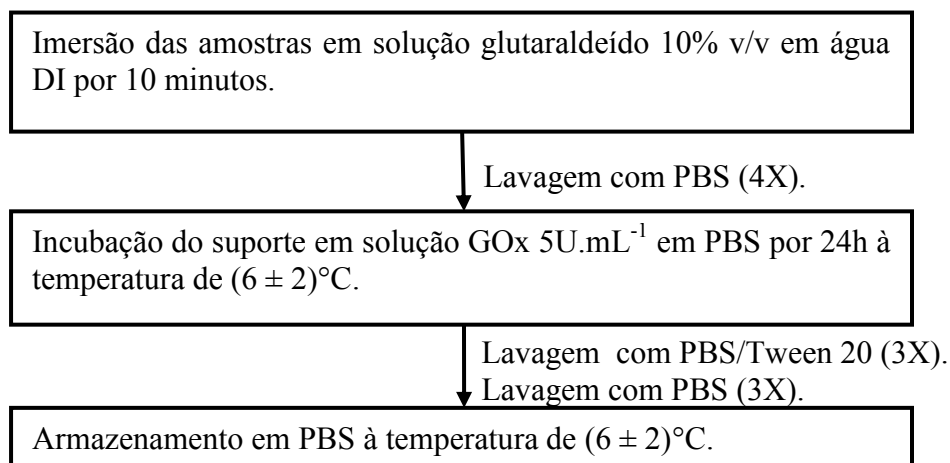 Imersão das amostras em solução glutaraldeído 10% v/v em água
DI por 10 minutos.
Lavagem com PBS (4X).
Incubação do suporte em solução GOx 5U.mL⁻¹ em PBS por 24h à
temperatura de (6 ± 2)°C.
Lavagem com PBS/Tween 20 (3X).
Lavagem com PBS (3X).
Armazenamento em PBS à temperatura de (6 ± 2)°C.